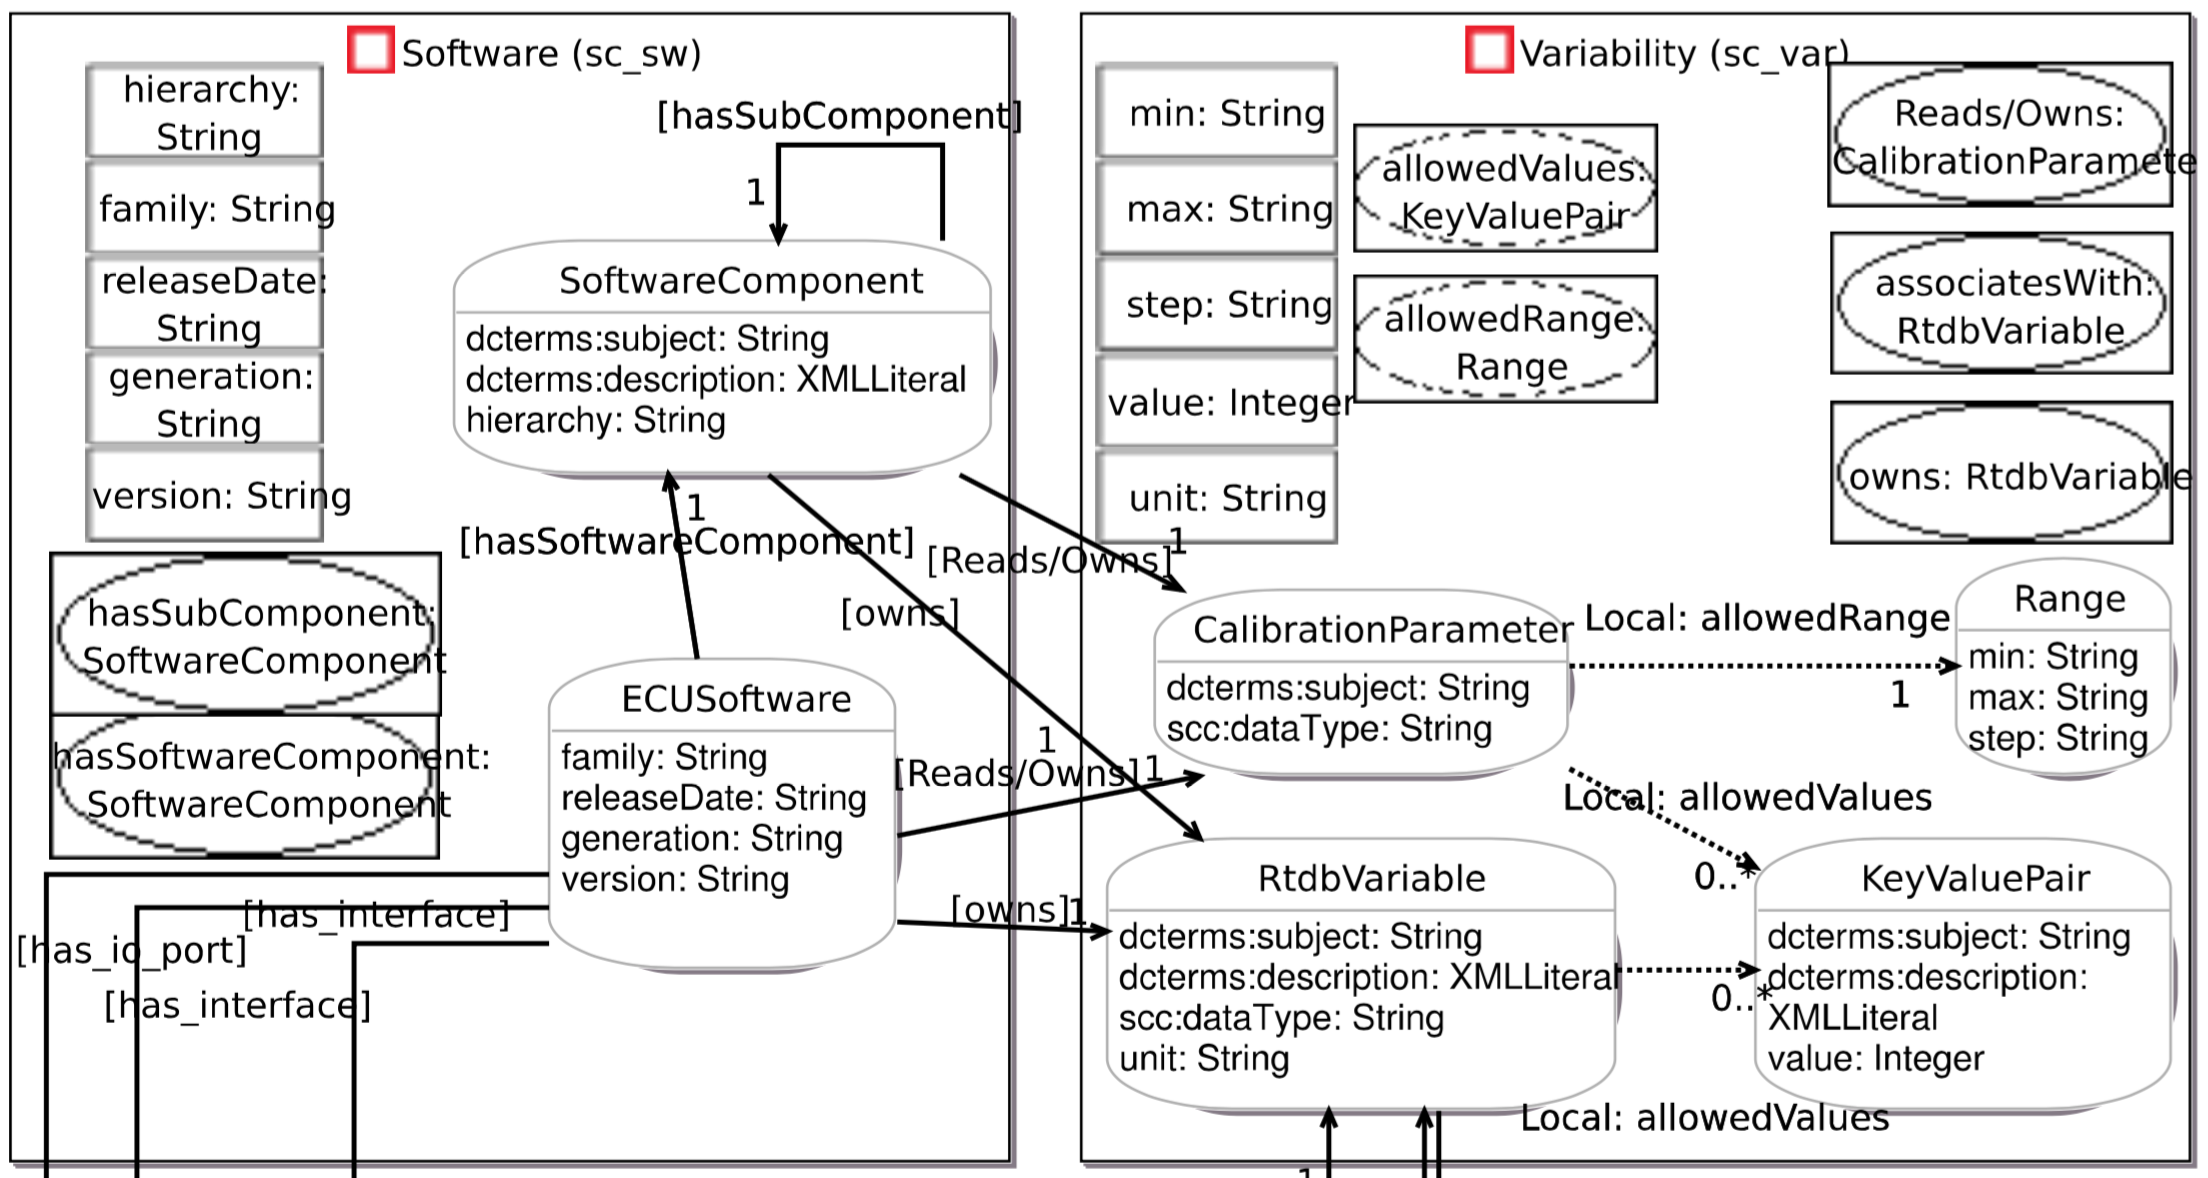 Software (sc_sw)
hierarchy:
String
family: String
releaseDate:
String
generation:
String
version: String
hasSubComponent:
SoftwareComponent
hasSoftwareComponent:
SoftwareComponent
[hasSubComponent]
1
SoftwareComponent
dcterms:subject: String
dcterms:description: XMLLiteral
hierarchy: String
1
[hasSoftwareComponent]
[Reads/Owns]
1
[owns]
1
ECUSoftware
family: String
releaseDate: String
generation: String
version: String
[Reads/Owns]
1
[owns]
1
[has_interface]
[has_io_port]
[has_interface]
Variability (sc_var)
min: String
max: String
step: String
value: Integer
unit: String
allowedValues:
KeyValuePair
allowedRange:
Range
Reads/Owns:
CalibrationParamete
associatesWith:
RtdbVariable
owns: RtdbVariable
CalibrationParameter
dcterms:subject: String
scc:dataType: String
Local: allowedRange
1
Range
min: String
max: String
step: String
Local: allowedValues
0..*
RtdbVariable
dcterms:subject: String
dcterms:description: XMLLiteral
scc:dataType: String
unit: String
0..*
KeyValuePair
dcterms:subject: String
dcterms:description:
XMLLiteral
value: Integer
Local: allowedValues
1